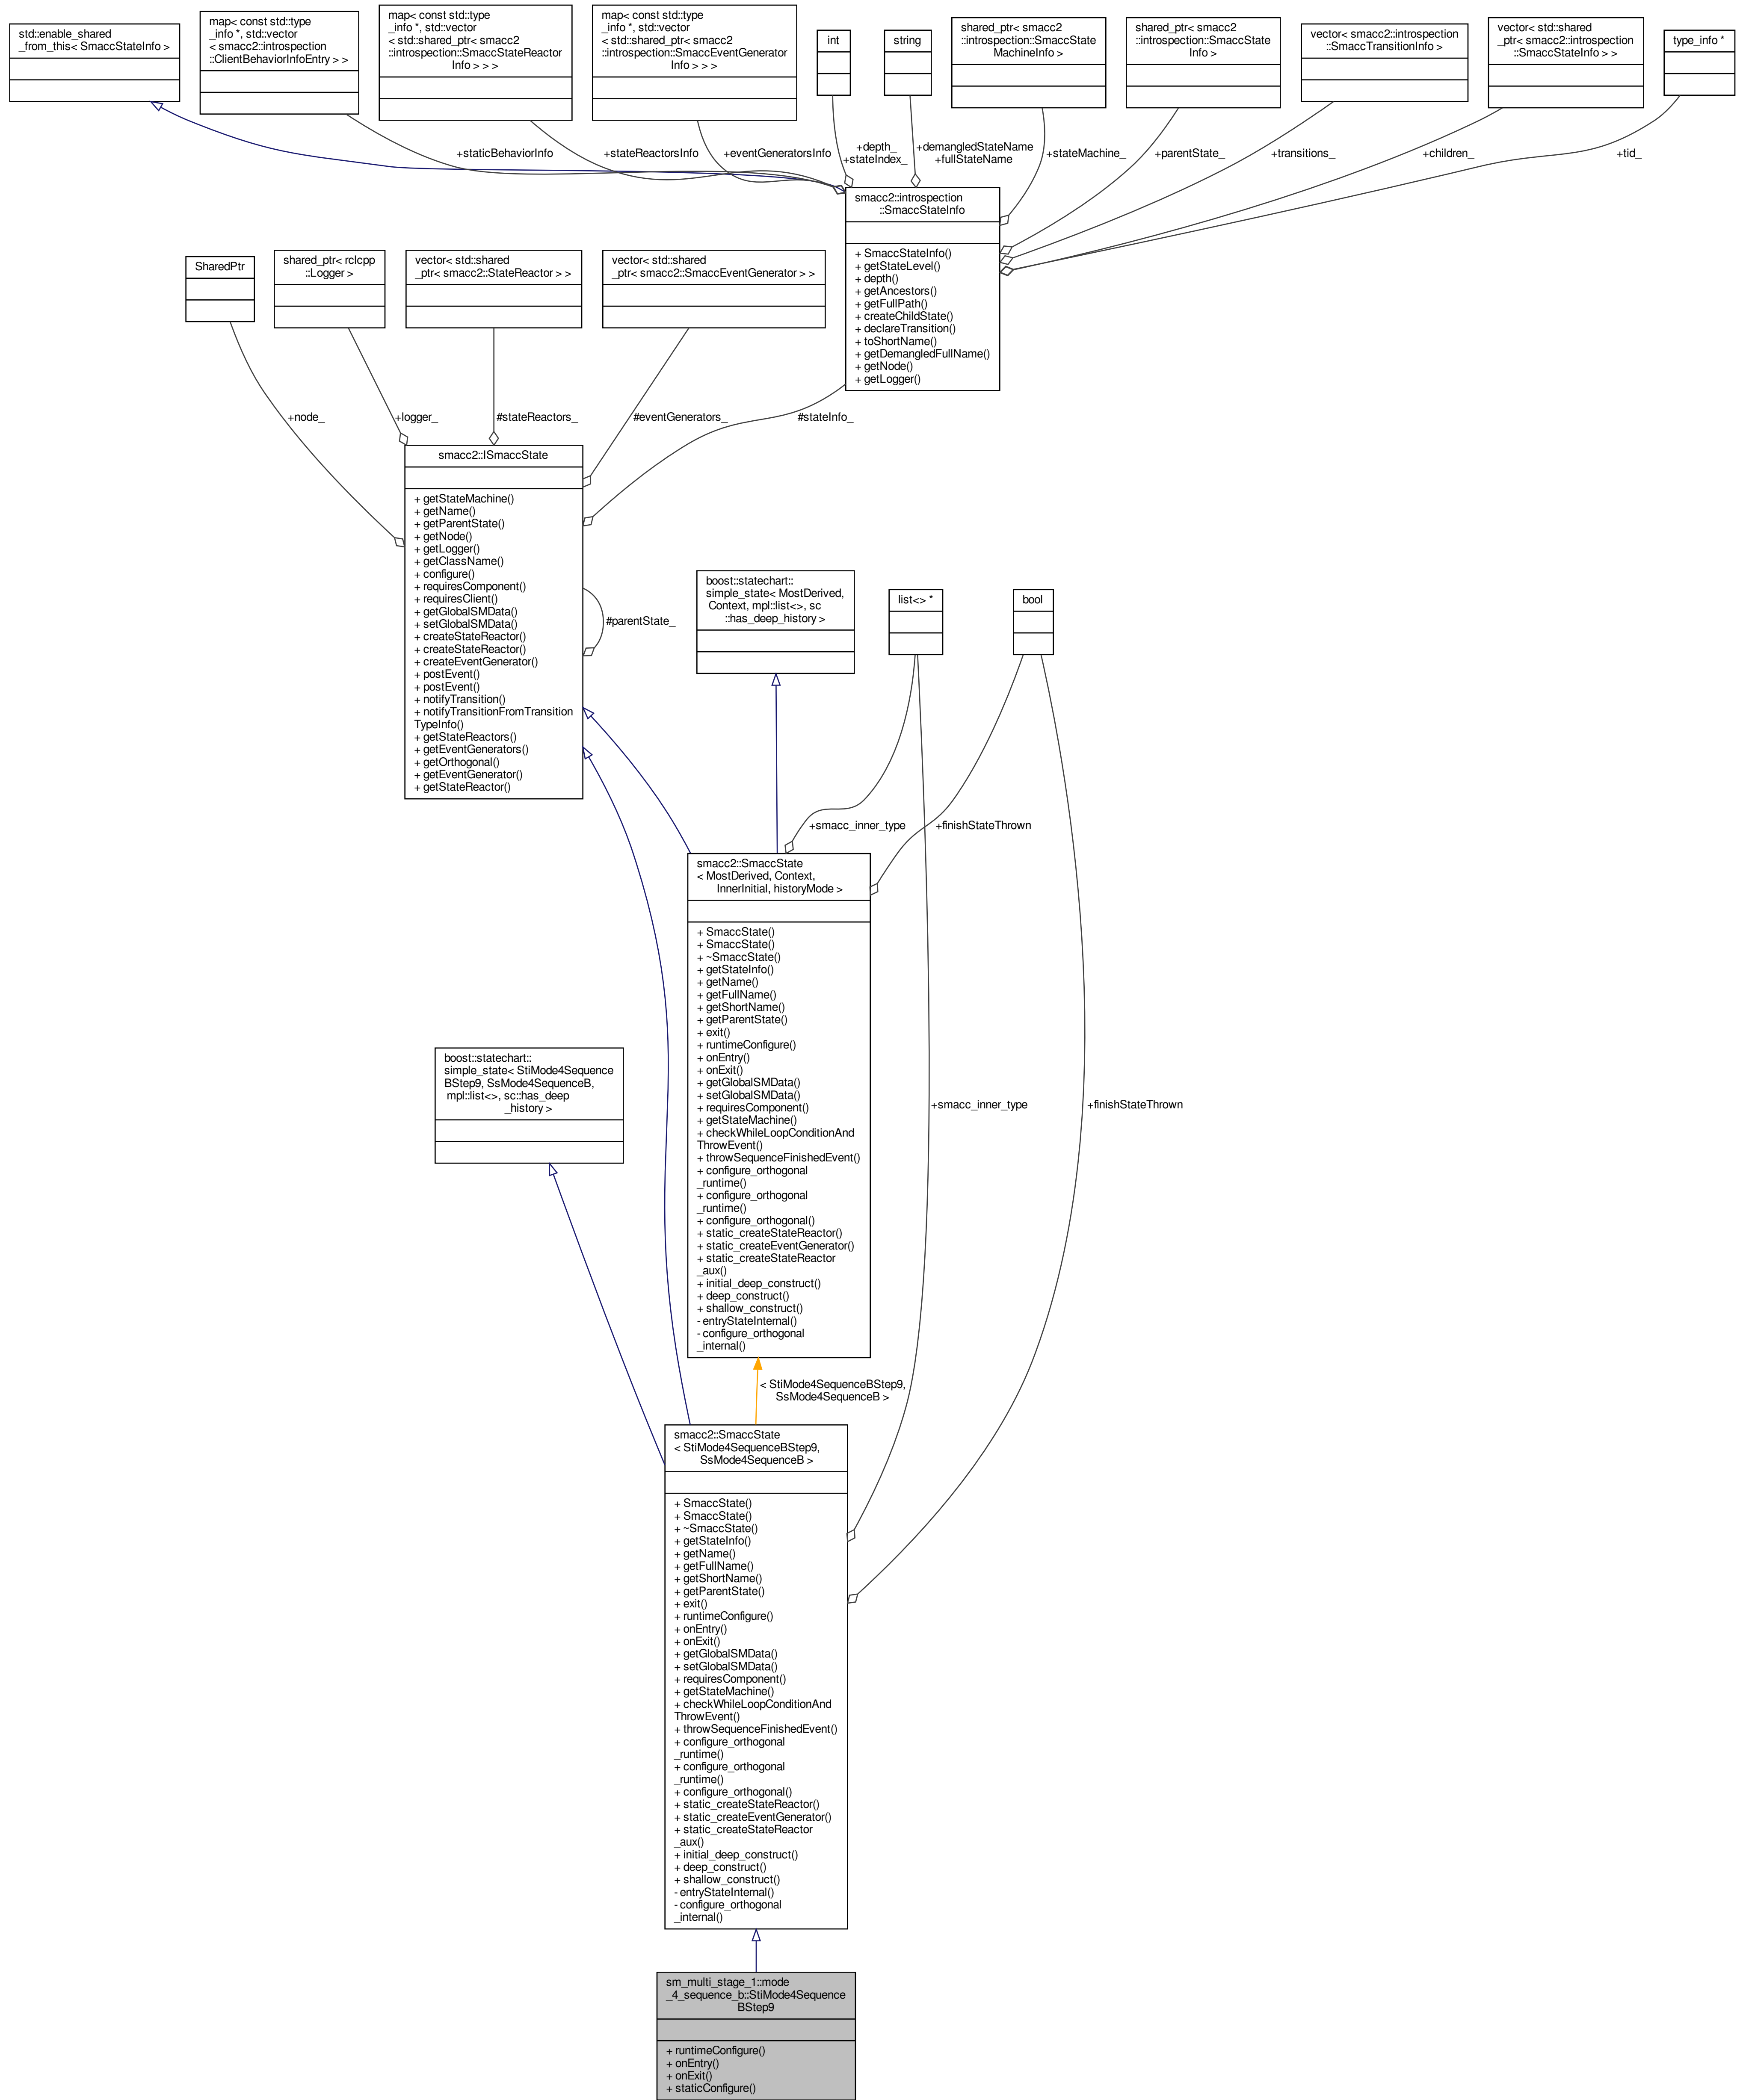 std::enable_shared
_from_this< SmaccStateInfo >
map< const std::type
_info *, std::vector
< smacc2::introspection
::ClientBehaviorInfoEntry > >
map< const std::type
_info *, std::vector
< std::shared_ptr< smacc2
::introspection::SmaccStateReactor
Info > > >
map< const std::type
_info *, std::vector
< std::shared_ptr< smacc2
::introspection::SmaccEventGenerator
Info > > >
int
string
shared_ptr< smacc2
::introspection::SmaccState
MachineInfo >
shared_ptr< smacc2
::introspection::SmaccState
Info >
vector< smacc2::introspection
::SmaccTransitionInfo >
vector< std::shared
_ptr< smacc2::introspection
::SmaccStateInfo > >
type_info *
+staticBehaviorInfo
+stateReactorsInfo
+eventGeneratorsInfo
+depth_
+stateIndex_
+demangledStateName
+fullStateName
+stateMachine_
+parentState_
+transitions_
+children_
+tid_
smacc2::introspection
::SmaccStateInfo
+ SmaccStateInfo()
+ getStateLevel()
+ depth()
+ getAncestors()
+ getFullPath()
+ createChildState()
+ declareTransition()
+ toShortName()
+ getDemangledFullName()
+ getNode()
+ getLogger()
SharedPtr
shared_ptr< rclcpp
::Logger >
vector< std::shared
_ptr< smacc2::StateReactor > >
vector< std::shared
_ptr< smacc2::SmaccEventGenerator > >
+node_
+logger_
#stateReactors_
#eventGenerators_
#stateInfo_
smacc2::ISmaccState
+ getStateMachine()
+ getName()
+ getParentState()
+ getNode()
+ getLogger()
+ getClassName()
+ configure()
+ requiresComponent()
+ requiresClient()
+ getGlobalSMData()
+ setGlobalSMData()
+ createStateReactor()
+ createStateReactor()
+ createEventGenerator()
+ postEvent()
+ postEvent()
+ notifyTransition()
+ notifyTransitionFromTransition
TypeInfo()
+ getStateReactors()
+ getEventGenerators()
+ getOrthogonal()
+ getEventGenerator()
+ getStateReactor()
#parentState_
boost::statechart::
simple_state< MostDerived,
Context, mpl::list<>, sc
::has_deep_history >
list<> *
bool
+smacc_inner_type
+finishStateThrown
smacc2::SmaccState
< MostDerived, Context,
InnerInitial, historyMode >
+ SmaccState()
+ SmaccState()
+ ~SmaccState()
+ getStateInfo()
+ getName()
+ getFullName()
+ getShortName()
+ getParentState()
+ exit()
+ runtimeConfigure()
+ onEntry()
+ onExit()
+ getGlobalSMData()
+ setGlobalSMData()
+ requiresComponent()
+ getStateMachine()
+ checkWhileLoopConditionAnd
ThrowEvent()
+ throwSequenceFinishedEvent()
+ configure_orthogonal
_runtime()
+ configure_orthogonal
_runtime()
+ configure_orthogonal()
+ static_createStateReactor()
+ static_createEventGenerator()
+ static_createStateReactor
_aux()
+ initial_deep_construct()
+ deep_construct()
+ shallow_construct()
- entryStateInternal()
- configure_orthogonal
_internal()
boost::statechart::
simple_state< StiMode4Sequence
BStep9, SsMode4SequenceB,
mpl::list<>, sc::has_deep
_history >
+smacc_inner_type
+finishStateThrown
< StiMode4SequenceBStep9,
SsMode4SequenceB >
smacc2::SmaccState
< StiMode4SequenceBStep9,
SsMode4SequenceB >
+ SmaccState()
+ SmaccState()
+ ~SmaccState()
+ getStateInfo()
+ getName()
+ getFullName()
+ getShortName()
+ getParentState()
+ exit()
+ runtimeConfigure()
+ onEntry()
+ onExit()
+ getGlobalSMData()
+ setGlobalSMData()
+ requiresComponent()
+ getStateMachine()
+ checkWhileLoopConditionAnd
ThrowEvent()
+ throwSequenceFinishedEvent()
+ configure_orthogonal
_runtime()
+ configure_orthogonal
_runtime()
+ configure_orthogonal()
+ static_createStateReactor()
+ static_createEventGenerator()
+ static_createStateReactor
_aux()
+ initial_deep_construct()
+ deep_construct()
+ shallow_construct()
- entryStateInternal()
- configure_orthogonal
_internal()
sm_multi_stage_1::mode
_4_sequence_b::StiMode4Sequence
BStep9
+ runtimeConfigure()
+ onEntry()
+ onExit()
+ staticConfigure()